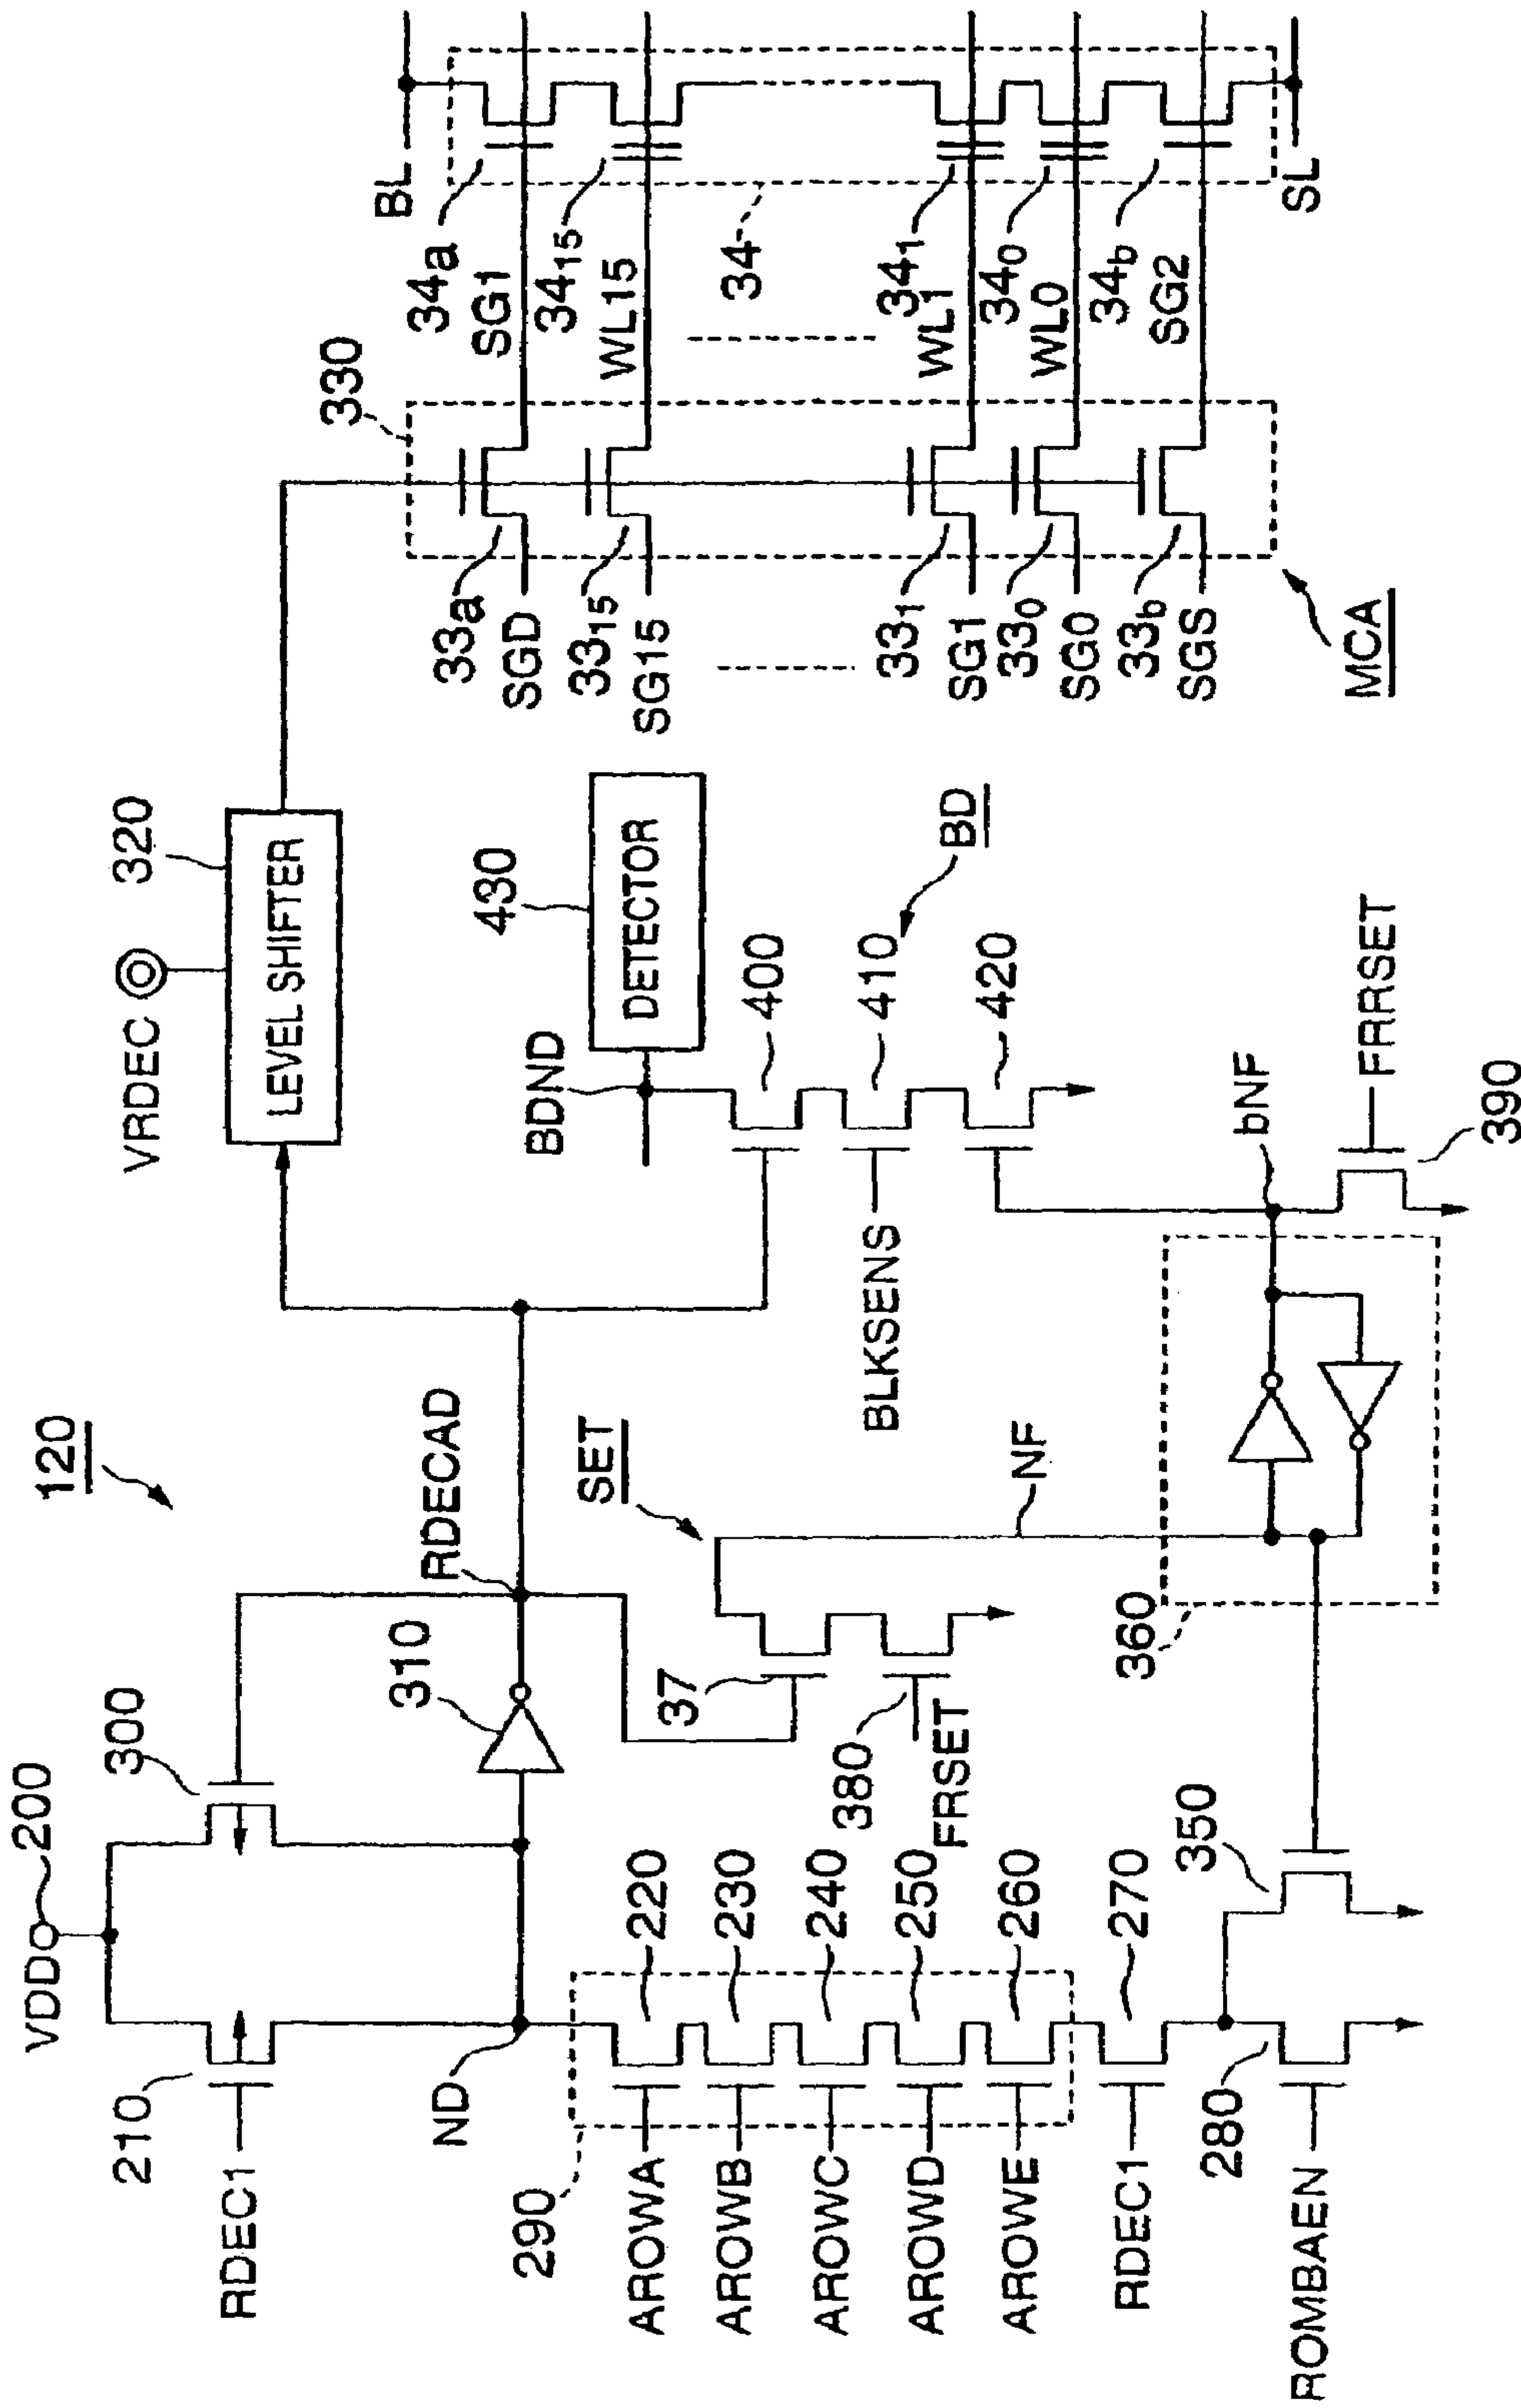 120
VDD
200
210
300
RDEC1
ND
310
RDECAD
VRDEC
320
LEVEL SHIFTER
330
290
AROWA
220
AROWB
230
AROWC
240
AROWD
250
AROWE
260
RDEC1
270
ROMBAEN
280
350
37
380
FRSET
SET
NF
360
bNF
FRRSET
390
BLKSENS
BDND
430
DETECTOR
400
410
420
BD
33a
SGD
3315
SG15
331
SG1
330
SG0
33b
SGS
MCA
BL
34a
SG1
3415
WL15
34
341
WL1
340
WL0
34b
SG2
SL